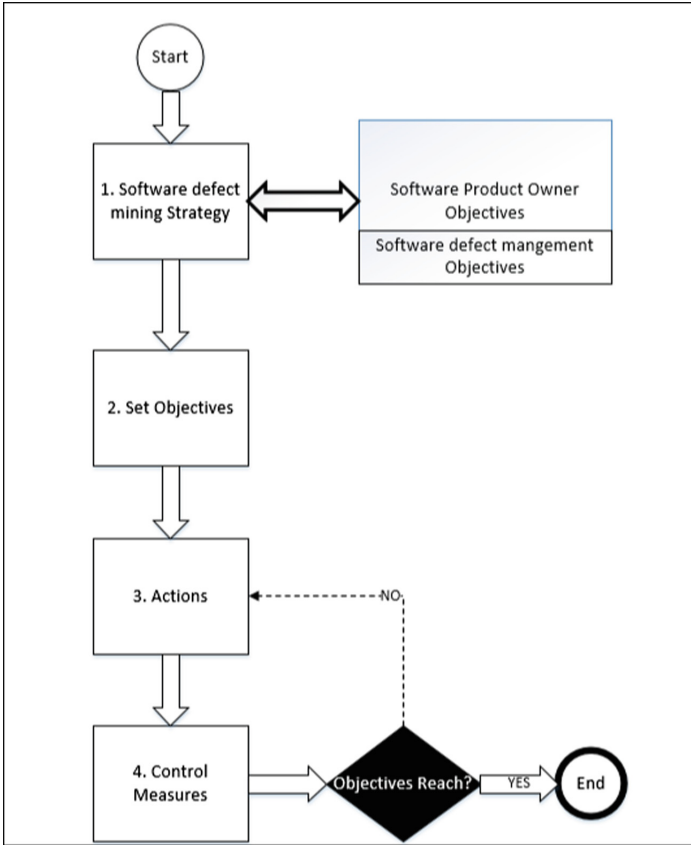 Start
1. Software defect
mining Strategy
Software Product Owner
Objectives
Software defect mangement
Objectives
2. Set Objectives
3. Actions
NO
4. Control
Measures
Objectives Reach?
YES
End